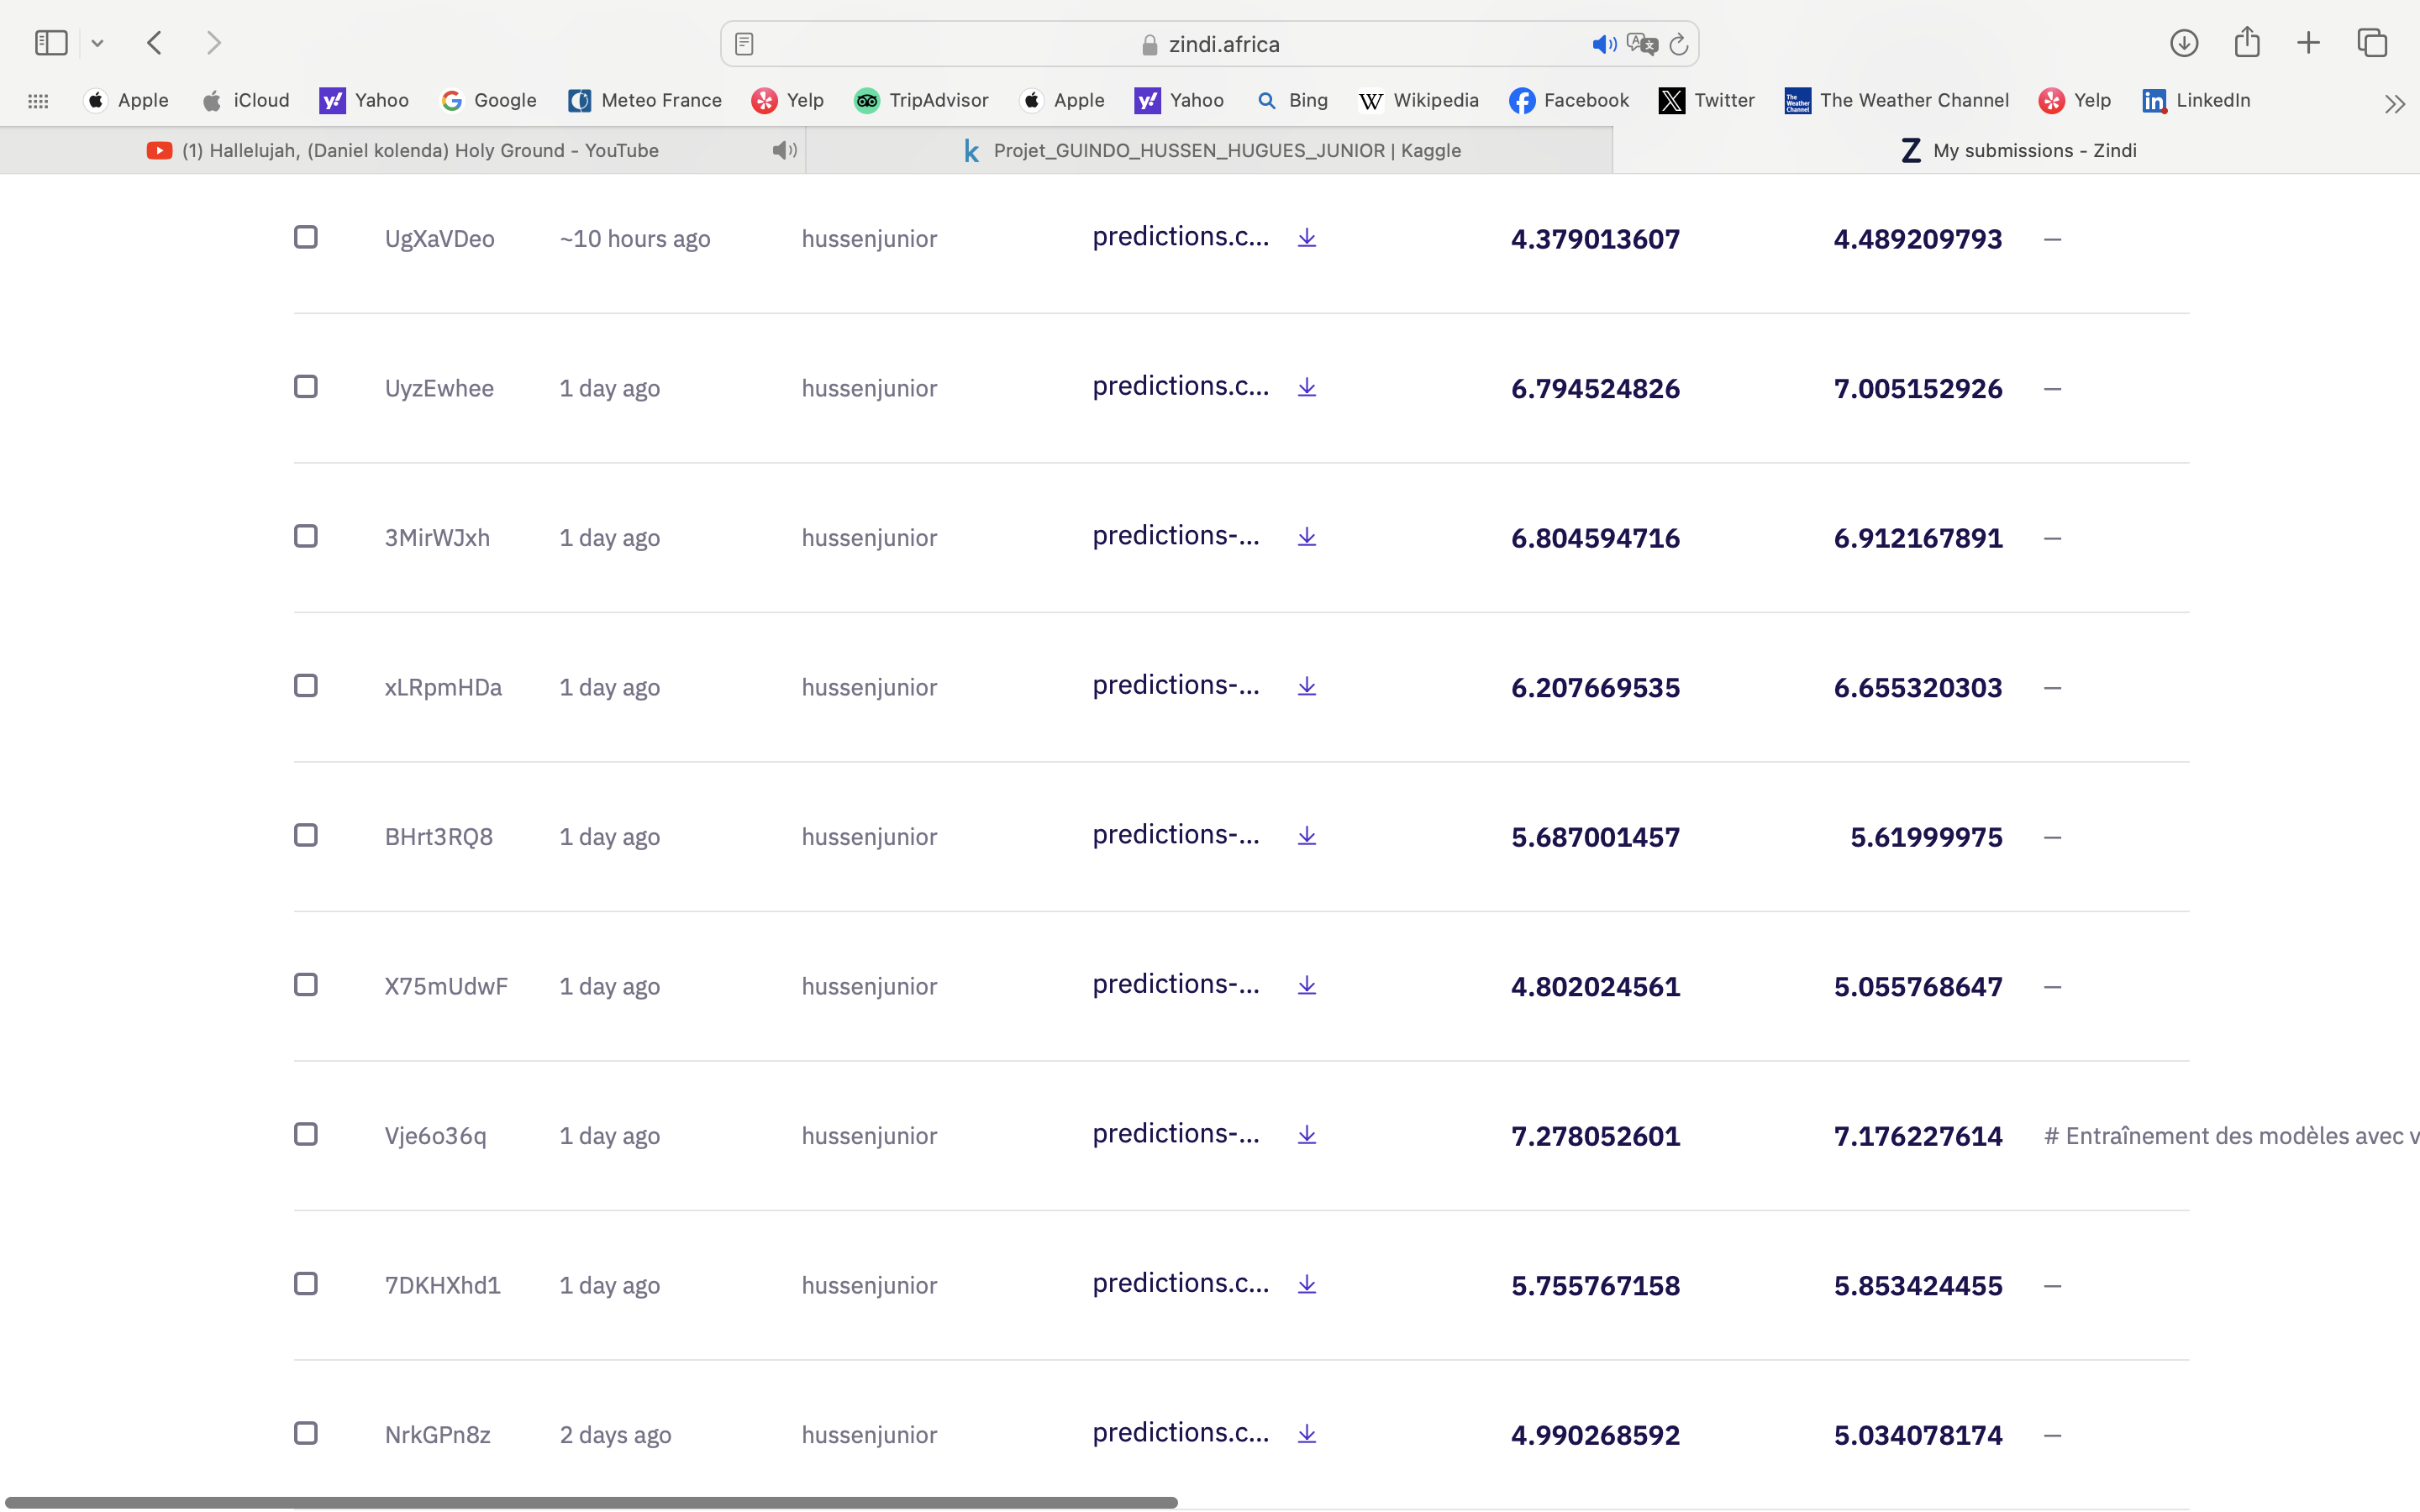 zindi.africa
Apple iCloud Yahoo Google Meteo France Yelp TripAdvisor Apple Yahoo Bing Wikipedia Facebook Twitter The Weather Channel Yelp LinkedIn
(1) Hallelujah, (Daniel kolenda) Holy Ground - YouTube Projet_GUINDO_HUSSEN_HUGUES_JUNIOR | Kaggle My submissions - Zindi
UgXaVDeo ~10 hours ago hussenjunior predictions.c... 4.379013607 4.489209793 —
UyzEwhee 1 day ago hussenjunior predictions.c... 6.794524826 7.005152926 —
3MirWJxh 1 day ago hussenjunior predictions-... 6.804594716 6.912167891 —
xLRpmHDa 1 day ago hussenjunior predictions-... 6.207669535 6.655320303 —
BHrt3RQ8 1 day ago hussenjunior predictions-... 5.687001457 5.61999975 —
X75mUdwF 1 day ago hussenjunior predictions-... 4.802024561 5.055768647 —
Vje6o36q 1 day ago hussenjunior predictions-... 7.278052601 7.176227614 # Entraînement des modèles avec v
7DKHXhd1 1 day ago hussenjunior predictions.c... 5.755767158 5.853424455 —
NrkGPn8z 2 days ago hussenjunior predictions.c... 4.990268592 5.034078174 —